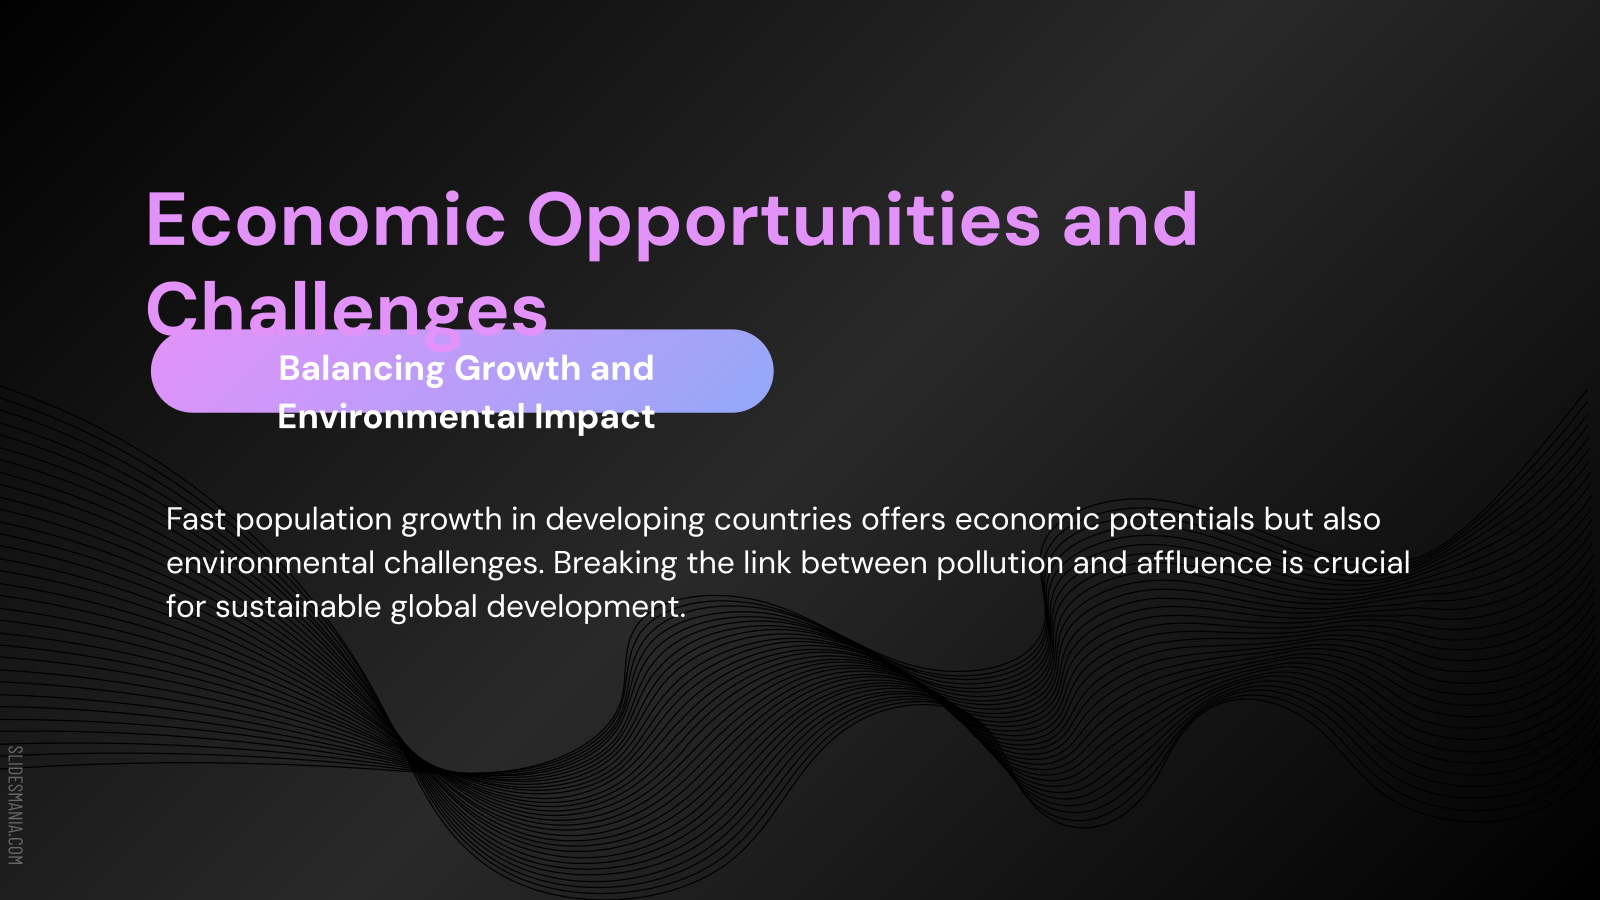 Economic Opportunities and
Challenges
Balancing Growth and
Environmental Impact
Fast population growth in developing countries offers economic potentials but also
environmental challenges. Breaking the link between pollution and affluence is crucial
for sustainable global development.
SLIDESMANIA.COM